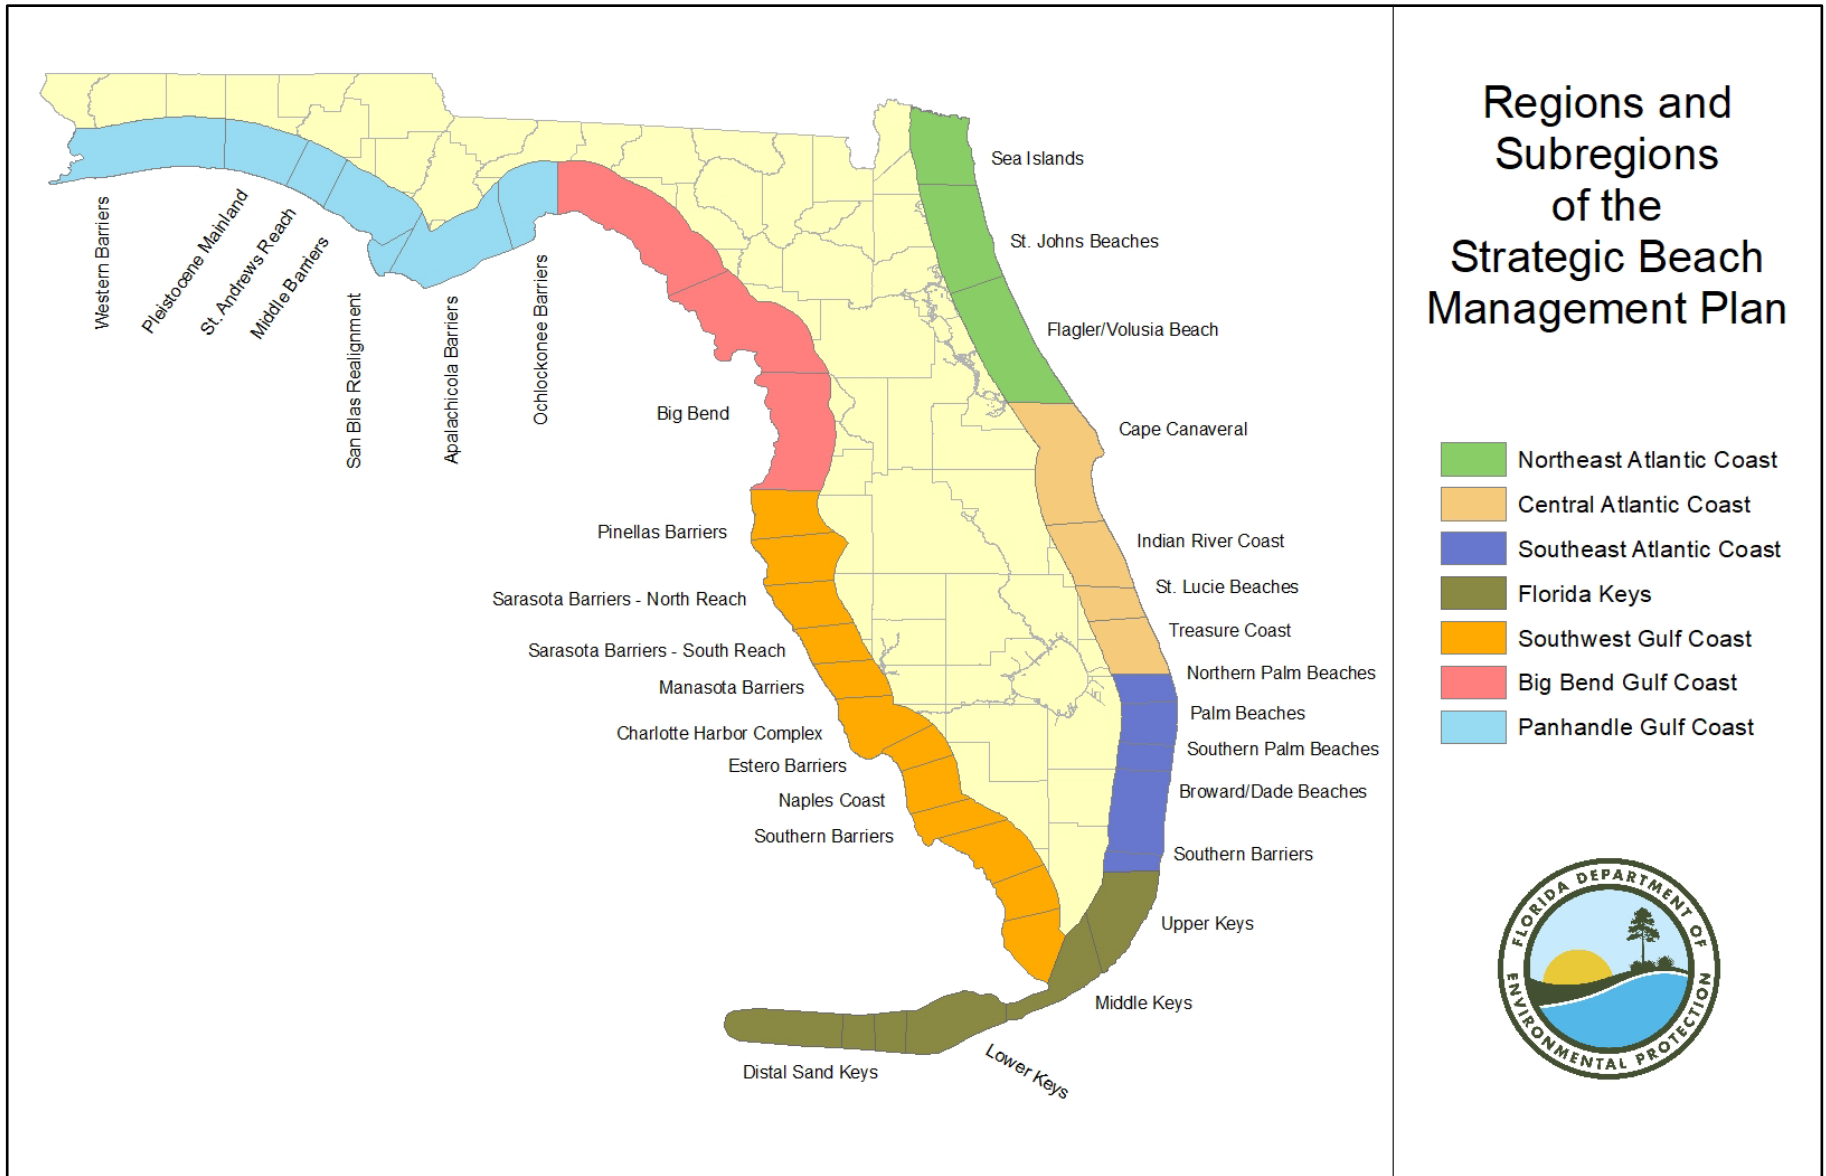 Regions and
Subregions
of the
Strategic Beach
Management Plan
Sea Islands
St. Johns Beaches
Flagler/Volusia Beach
Cape Canaveral
Indian River Coast
St. Lucie Beaches
Treasure Coast
Northern Palm Beaches
Palm Beaches
Southern Palm Beaches
Broward/Dade Beaches
Southern Barriers
Upper Keys
Middle Keys
Lower Keys
Distal Sand Keys
Western Barriers
Pleistocene Mainland
St. Andrews Reach
Middle Barriers
San Blas Realignment
Apalachicola Barriers
Ochlockonee Barriers
Big Bend
Pinellas Barriers
Sarasota Barriers - North Reach
Sarasota Barriers - South Reach
Manasota Barriers
Charlotte Harbor Complex
Estero Barriers
Naples Coast
Southern Barriers
Northeast Atlantic Coast
Central Atlantic Coast
Southeast Atlantic Coast
Florida Keys
Southwest Gulf Coast
Big Bend Gulf Coast
Panhandle Gulf Coast
FLORIDA DEPARTMENT OF
ENVIRONMENTAL PROTECTION